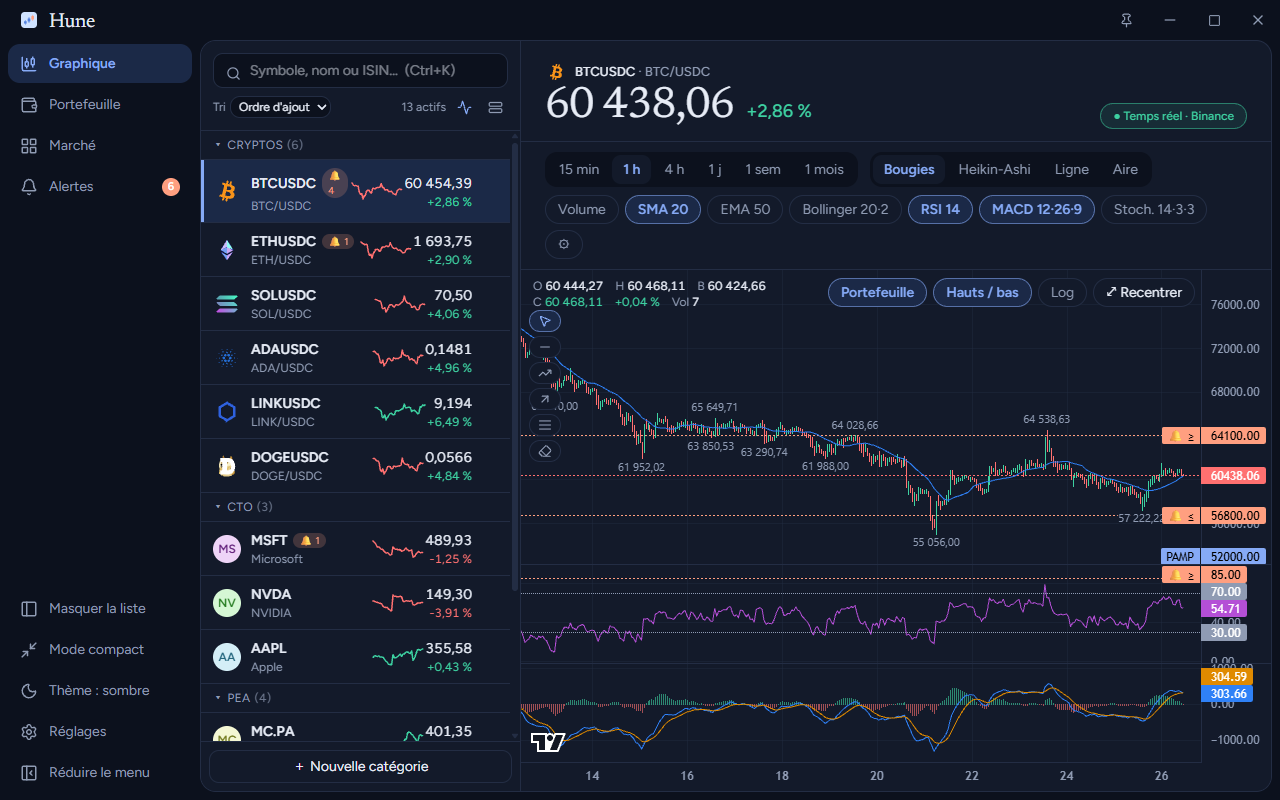 Hune
Graphique
Portefeuille
Marché
Alertes
6
Masquer la liste
Mode compact
Thème : sombre
Réglages
Réduire le menu
Symbole, nom ou ISIN… (Ctrl+K)
Tri Ordre d'ajout 13 actifs
CRYPTOS (6)
BTCUSDC 4 60 454,39
BTC/USDC +2,86 %
ETHUSDC 1 1 693,75
ETH/USDC +2,90 %
SOLUSDC 70,50
SOL/USDC +4,06 %
ADAUSDC 0,1481
ADA/USDC +4,96 %
LINKUSDC 9,194
LINK/USDC +6,49 %
DOGEUSDC 0,0566
DOGE/USDC +4,84 %
CTO (3)
MS MSFT 1 489,93
Microsoft -1,25 %
NV NVDA 149,30
NVIDIA -3,91 %
AA AAPL 355,58
Apple +0,43 %
PEA (4)
MC MC.PA 401,35
+ Nouvelle catégorie
BTCUSDC · BTC/USDC
60 438,06 +2,86 %
● Temps réel · Binance
15 min 1 h 4 h 1 j 1 sem 1 mois Bougies Heikin-Ashi Ligne Aire
Volume SMA 20 EMA 50 Bollinger 20·2 RSI 14 MACD 12·26·9 Stoch. 14·3·3
O 60 444,27 H 60 468,11 B 60 424,66
C 60 468,11 +0,04 % Vol 7
Portefeuille Hauts / bas Log Recentrer
76000.00
72000.00
68000.00
65 649,71
64 028,66
64 538,63
63 850,53
63 290,74
61 952,02
61 988,00
57 222,2
55 056,00
≥ 64100.00
60438.06
≤ 56800.00
56000.00
PAMP 52000.00
≥ 85.00
70.00
54.71
40.00
30.00
0.00
1000.00
304.59
303.66
0.00
−1000.00
14 16 18 20 22 24 26